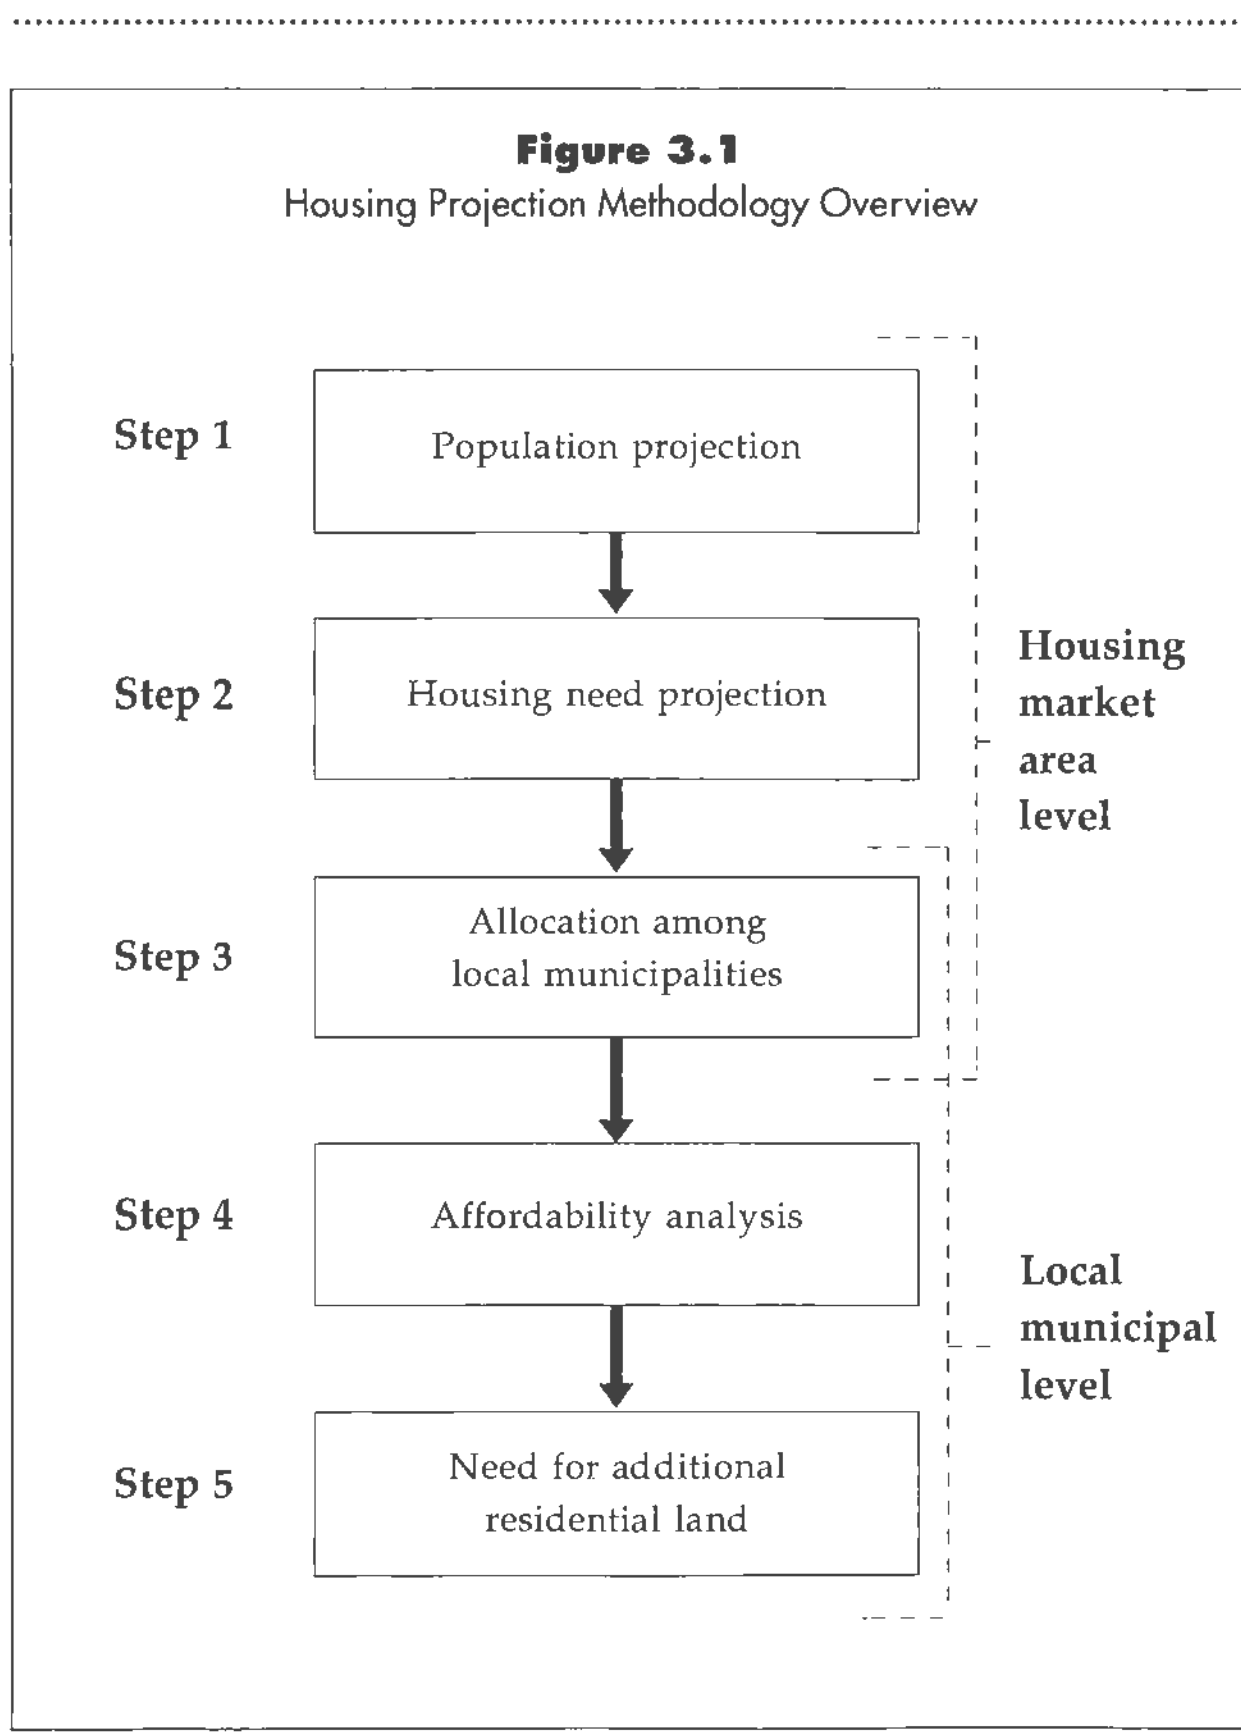 Figure 3.1
Housing Projection Methodology Overview
Step 1
Population projection
Step 2
Housing need projection
Housing
market
area
level
Step 3
Allocation among
local municipalities
Step 4
Affordability analysis
Local
municipal
level
Step 5
Need for additional
residential land